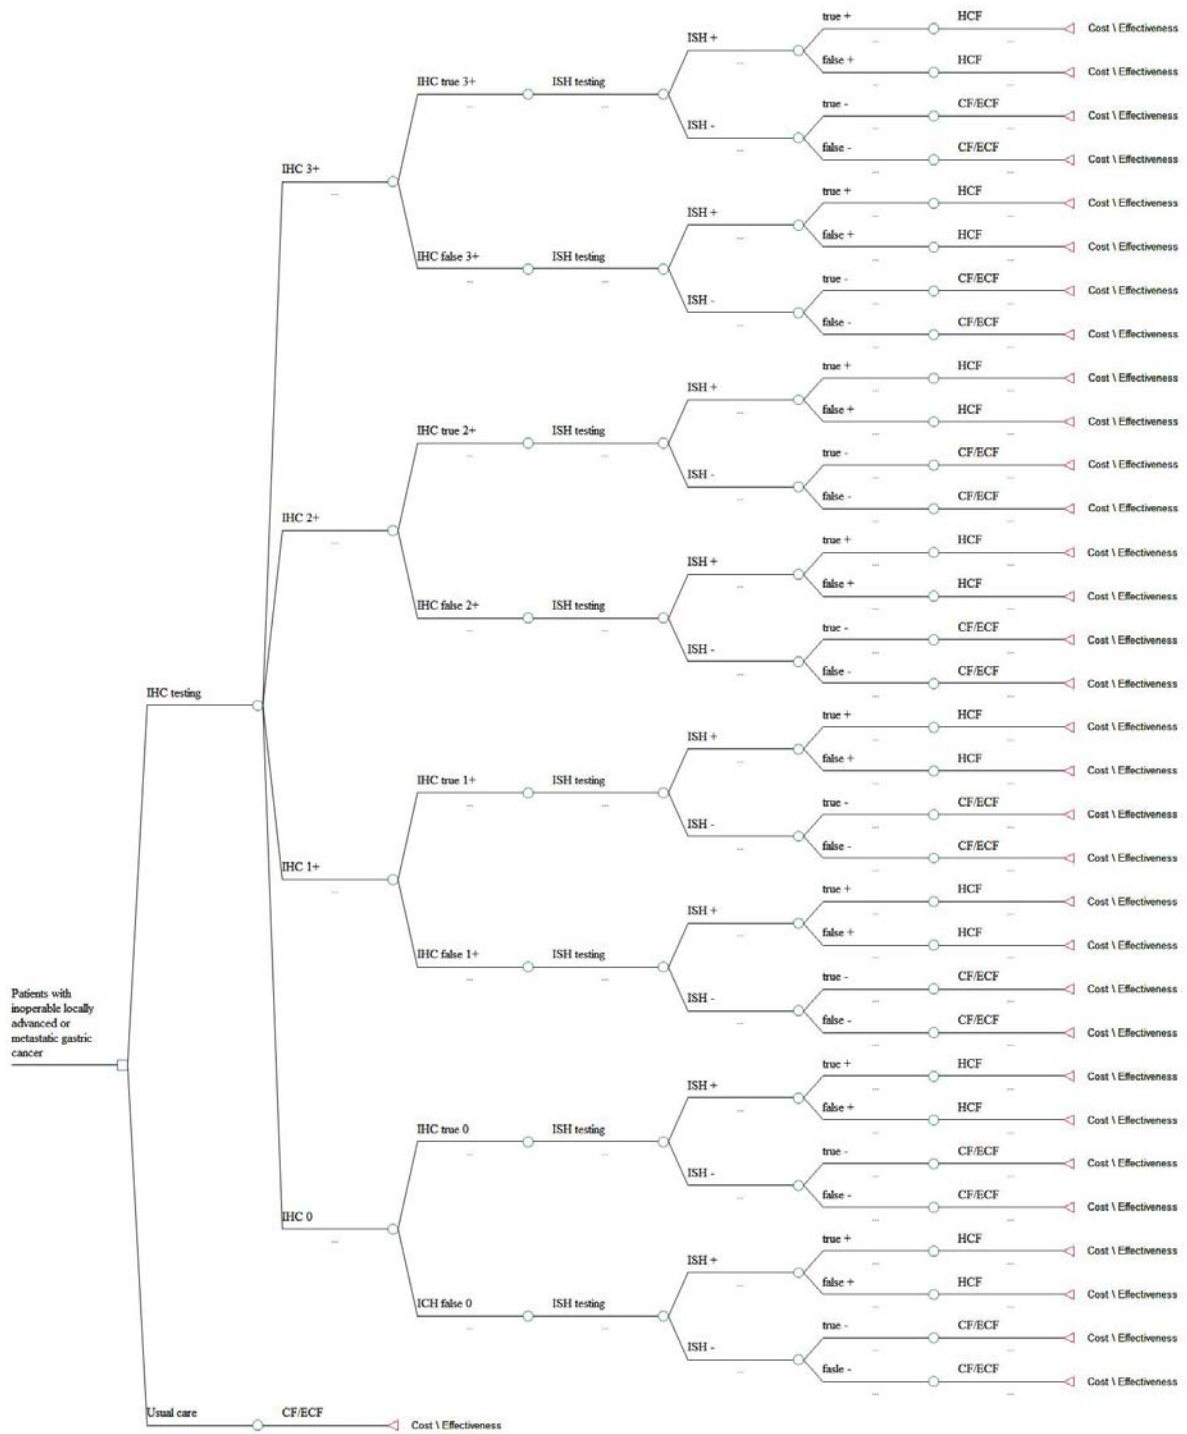 true + HCF
Cost \ Effectiveness
ISH +
false + HCF
Cost \ Effectiveness
IHC true 3+ ISH testing
true - CF/ECF
Cost \ Effectiveness
ISH -
false - CF/ECF
Cost \ Effectiveness
IHC 3+
true + HCF
Cost \ Effectiveness
ISH +
false + HCF
Cost \ Effectiveness
IHC false 3+ ISH testing
true - CF/ECF
Cost \ Effectiveness
ISH -
false - CF/ECF
Cost \ Effectiveness
true + HCF
Cost \ Effectiveness
ISH +
false + HCF
Cost \ Effectiveness
IHC true 2+ ISH testing
true - CF/ECF
Cost \ Effectiveness
ISH -
false - CF/ECF
Cost \ Effectiveness
IHC 2+
true + HCF
Cost \ Effectiveness
ISH +
false + HCF
Cost \ Effectiveness
IHC false 2+ ISH testing
true - CF/ECF
Cost \ Effectiveness
ISH -
false - CF/ECF
Cost \ Effectiveness
IHC testing
true + HCF
Cost \ Effectiveness
ISH +
false + HCF
Cost \ Effectiveness
IHC true 1+ ISH testing
true - CF/ECF
Cost \ Effectiveness
ISH -
false - CF/ECF
Cost \ Effectiveness
IHC 1+
true + HCF
Cost \ Effectiveness
ISH +
false + HCF
Cost \ Effectiveness
IHC false 1+ ISH testing
true - CF/ECF
Cost \ Effectiveness
ISH -
false - CF/ECF
Cost \ Effectiveness
Patients with
inoperable locally
advanced or
metastatic gastric
cancer
true + HCF
Cost \ Effectiveness
ISH +
false + HCF
Cost \ Effectiveness
IHC true 0 ISH testing
true - CF/ECF
Cost \ Effectiveness
ISH -
false - CF/ECF
Cost \ Effectiveness
IHC 0
true + HCF
Cost \ Effectiveness
ISH +
false + HCF
Cost \ Effectiveness
ICH false 0 ISH testing
true - CF/ECF
Cost \ Effectiveness
ISH -
fasle - CF/ECF
Cost \ Effectiveness
Usual care CF/ECF
Cost \ Effectiveness